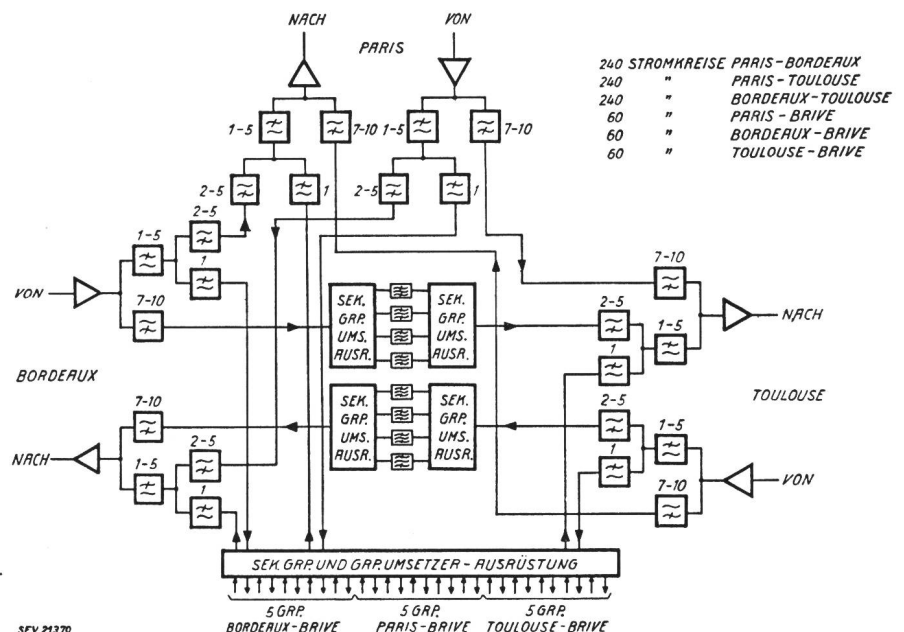 NACH
VON
PARIS
240 STROMKREISE PARIS-BORDEAUX
240 " PARIS-TOULOUSE
240 " BORDEAUX-TOULOUSE
60 " PARIS-BRIVE
60 " BORDEAUX-BRIVE
60 " TOULOUSE-BRIVE
1-5
7-10
1-5
7-10
2-5
1
2-5
1
2-5
1-5
1
VON
7-10
7-10
2-5
1-5
1
NACH
SEK.
GRP.
UMS.
AUSR.
SEK.
GRP.
UMS.
AUSR.
BORDEAUX
TOULOUSE
7-10
SEK.
GRP.
UMS.
AUSR.
SEK.
GRP.
UMS.
AUSR.
2-5
1-5
1
2-5
NACH
1-5
1
7-10
VON
SEK. GRP. UND GRP. UMSETZER-AUSRÜSTUNG
5 GRP.
BORDEAUX-BRIVE
5 GRP.
PARIS-BRIVE
5 GRP.
TOULOUSE-BRIVE
SEV 21370